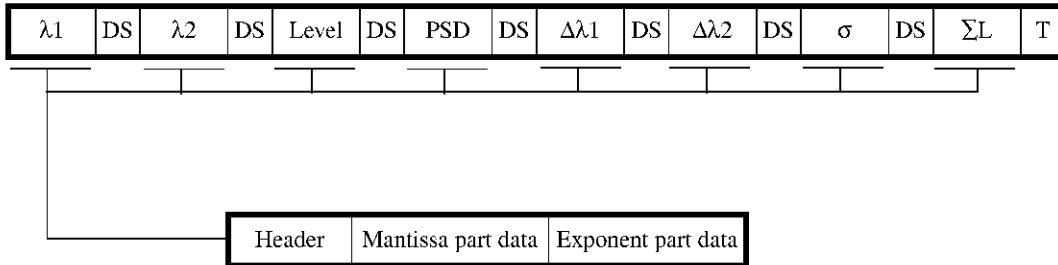 λ1 DS λ2 DS Level DS PSD DS Δλ1 DS Δλ2 DS σ DS ΣL T
Header Mantissa part data Exponent part data